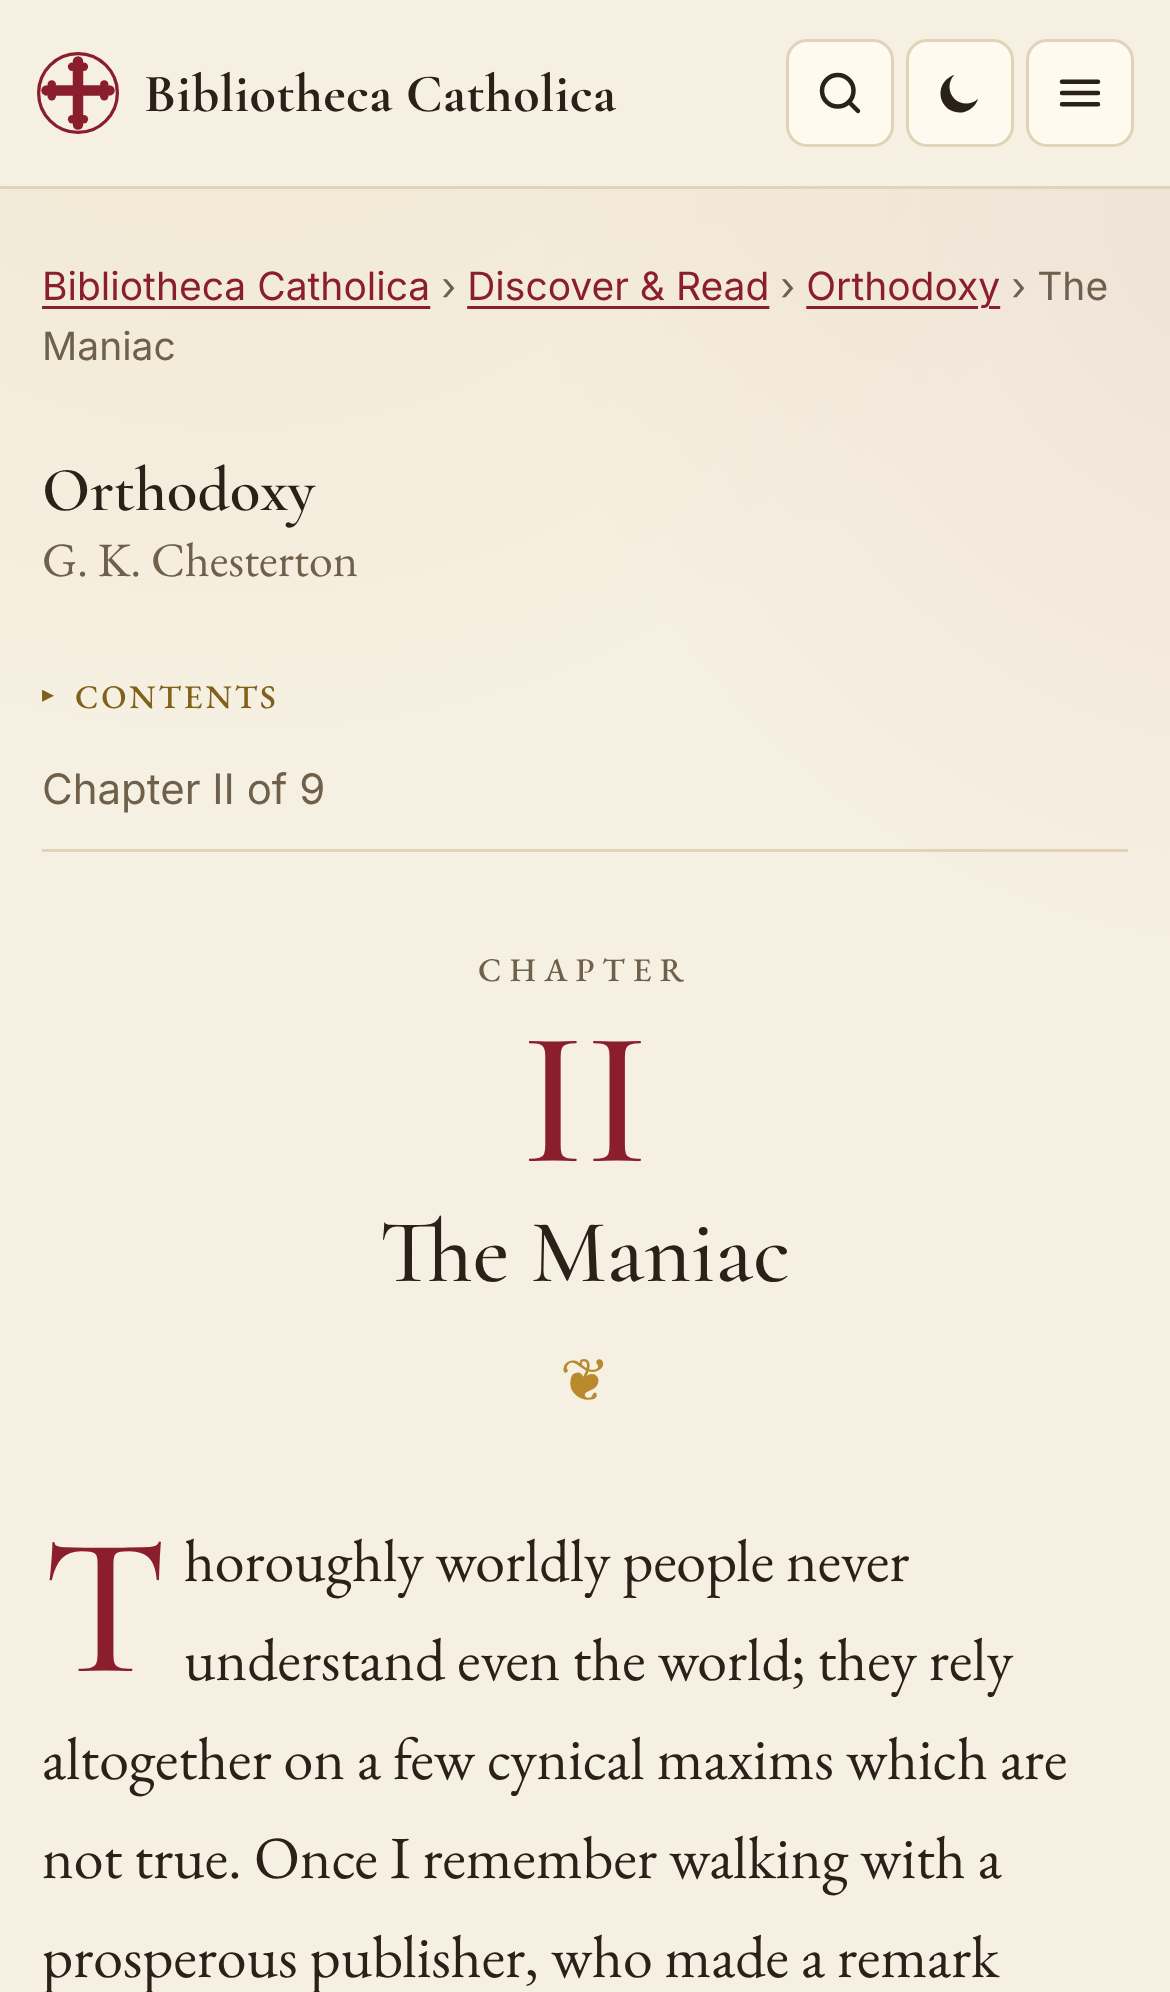 Bibliotheca Catholica
Bibliotheca Catholica › Discover & Read › Orthodoxy › The
Maniac
Orthodoxy
G. K. Chesterton
▸ CONTENTS
Chapter II of 9
CHAPTER
II
The Maniac
❦
Thoroughly worldly people never
understand even the world; they rely
altogether on a few cynical maxims which are
not true. Once I remember walking with a
prosperous publisher, who made a remark